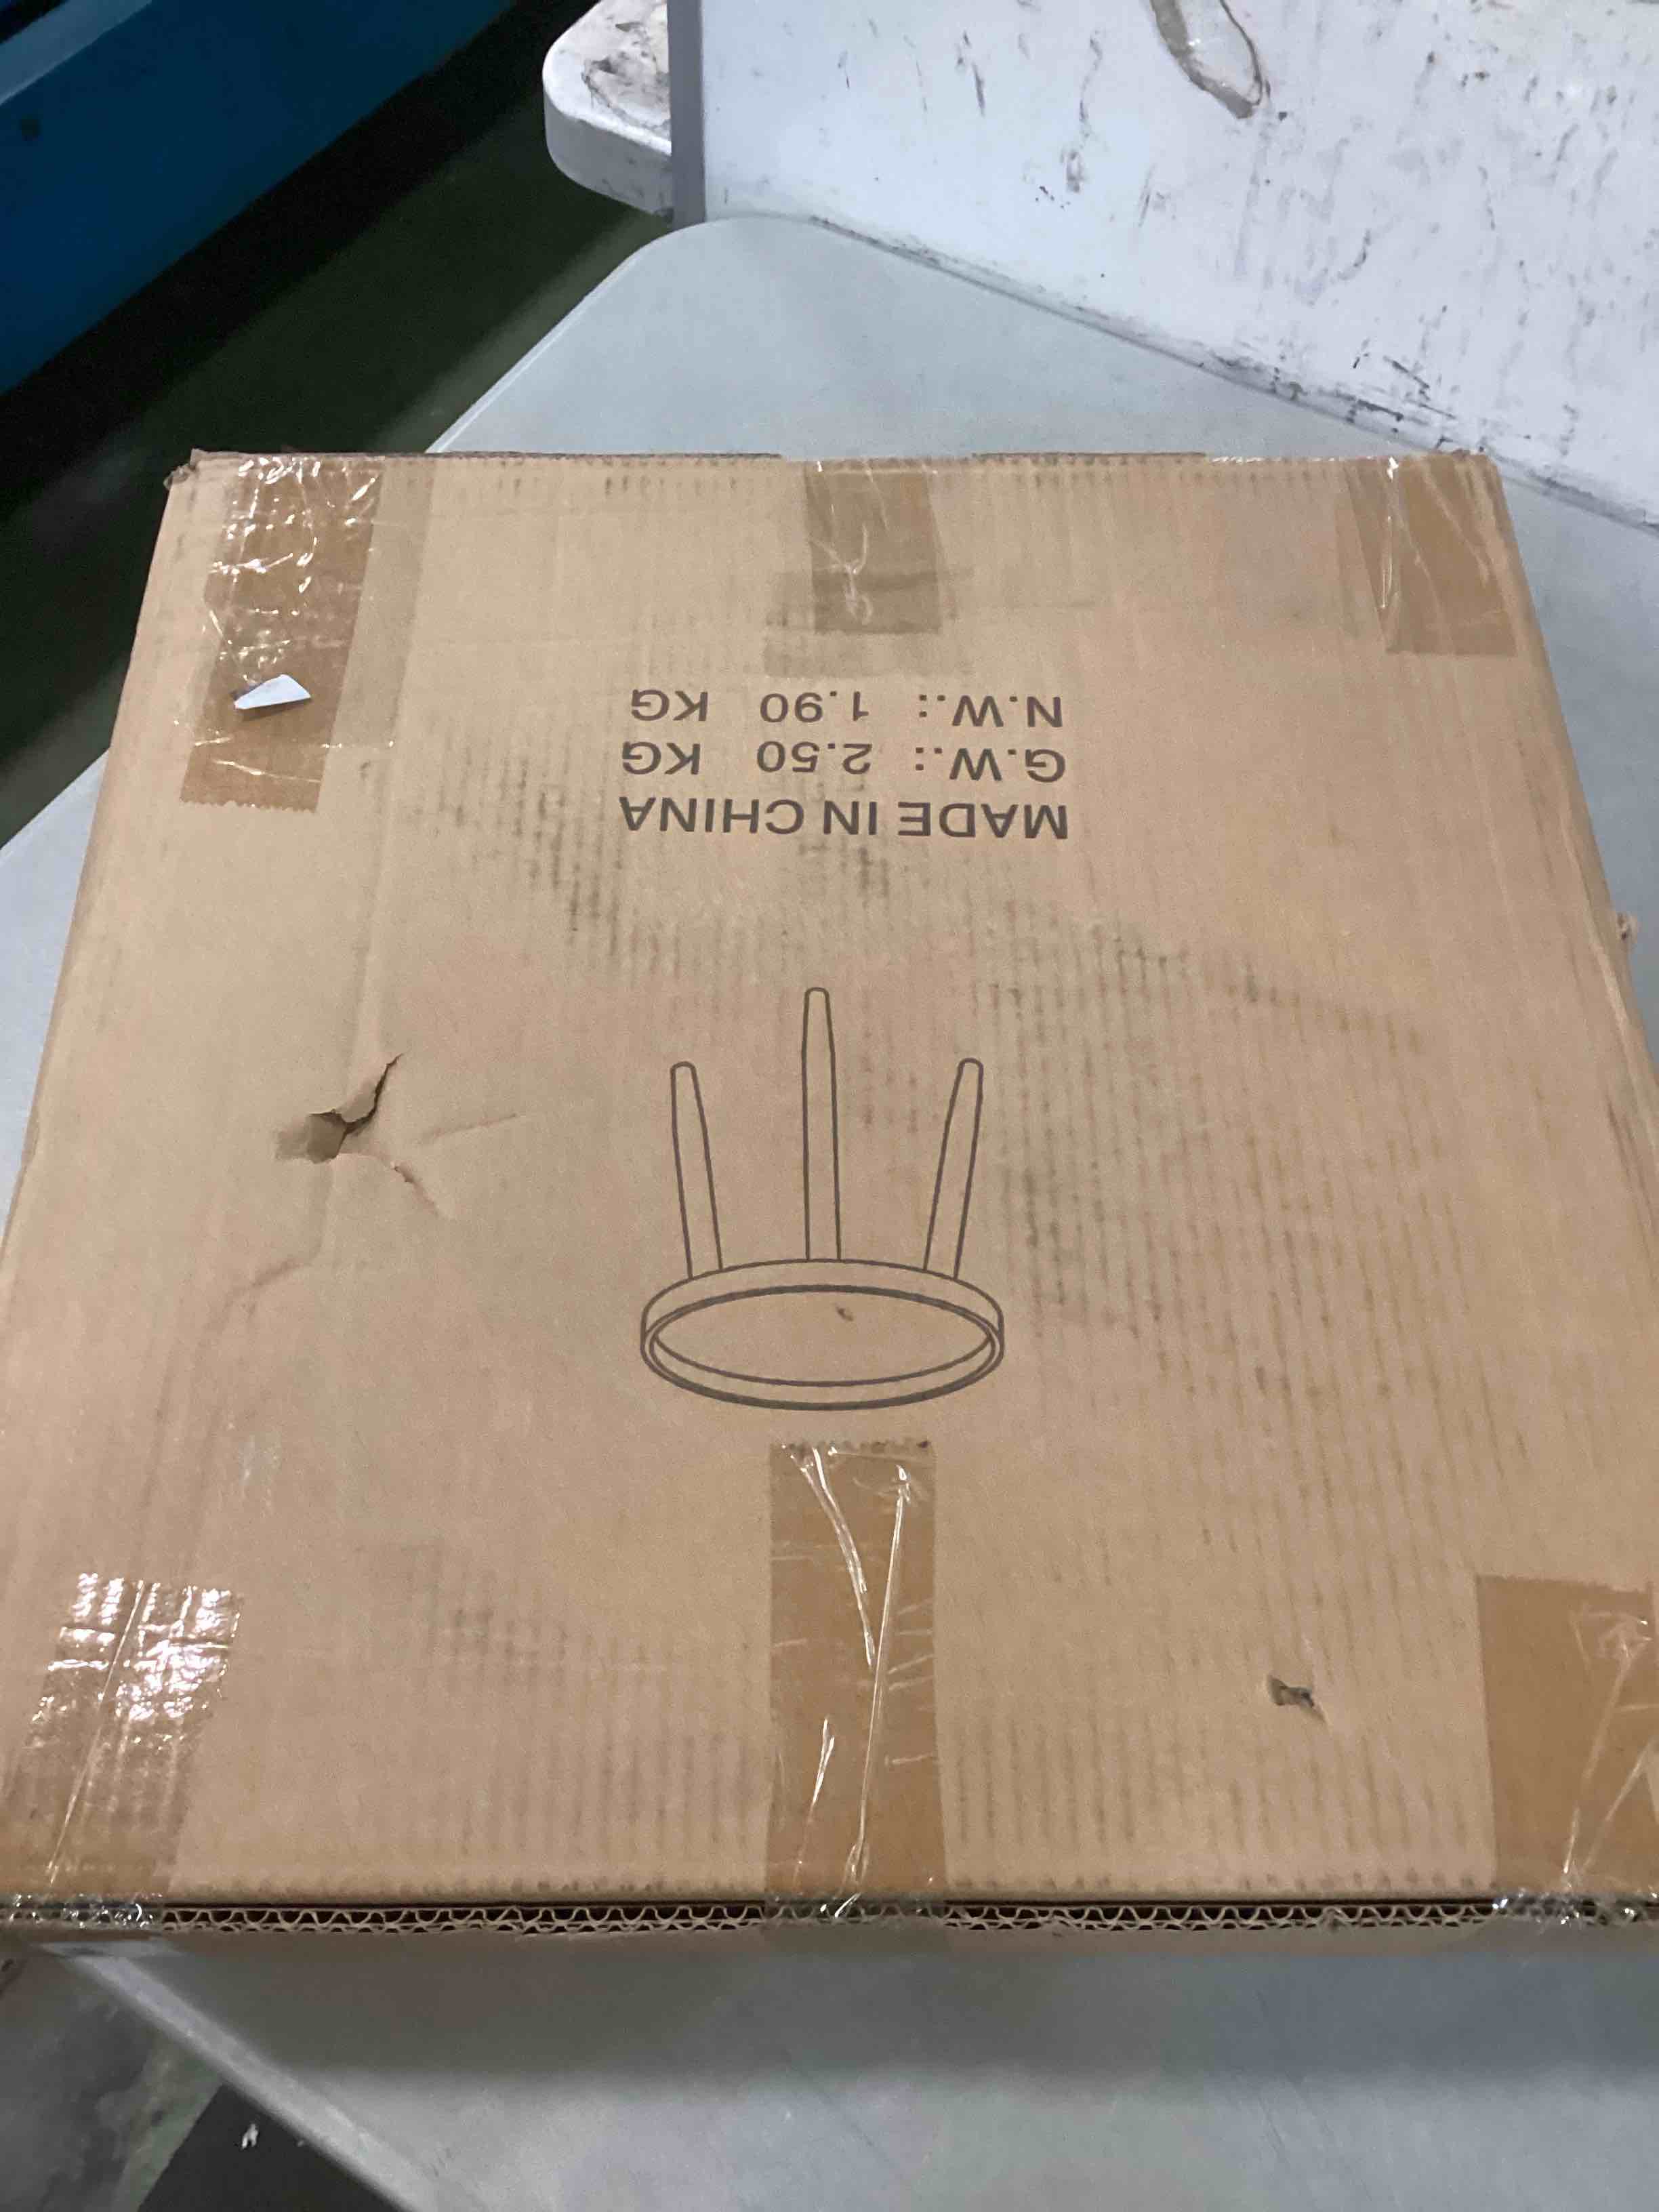 MADE IN CHINA
G.W.: 2.50 KG
N.W.: 1.90 KG